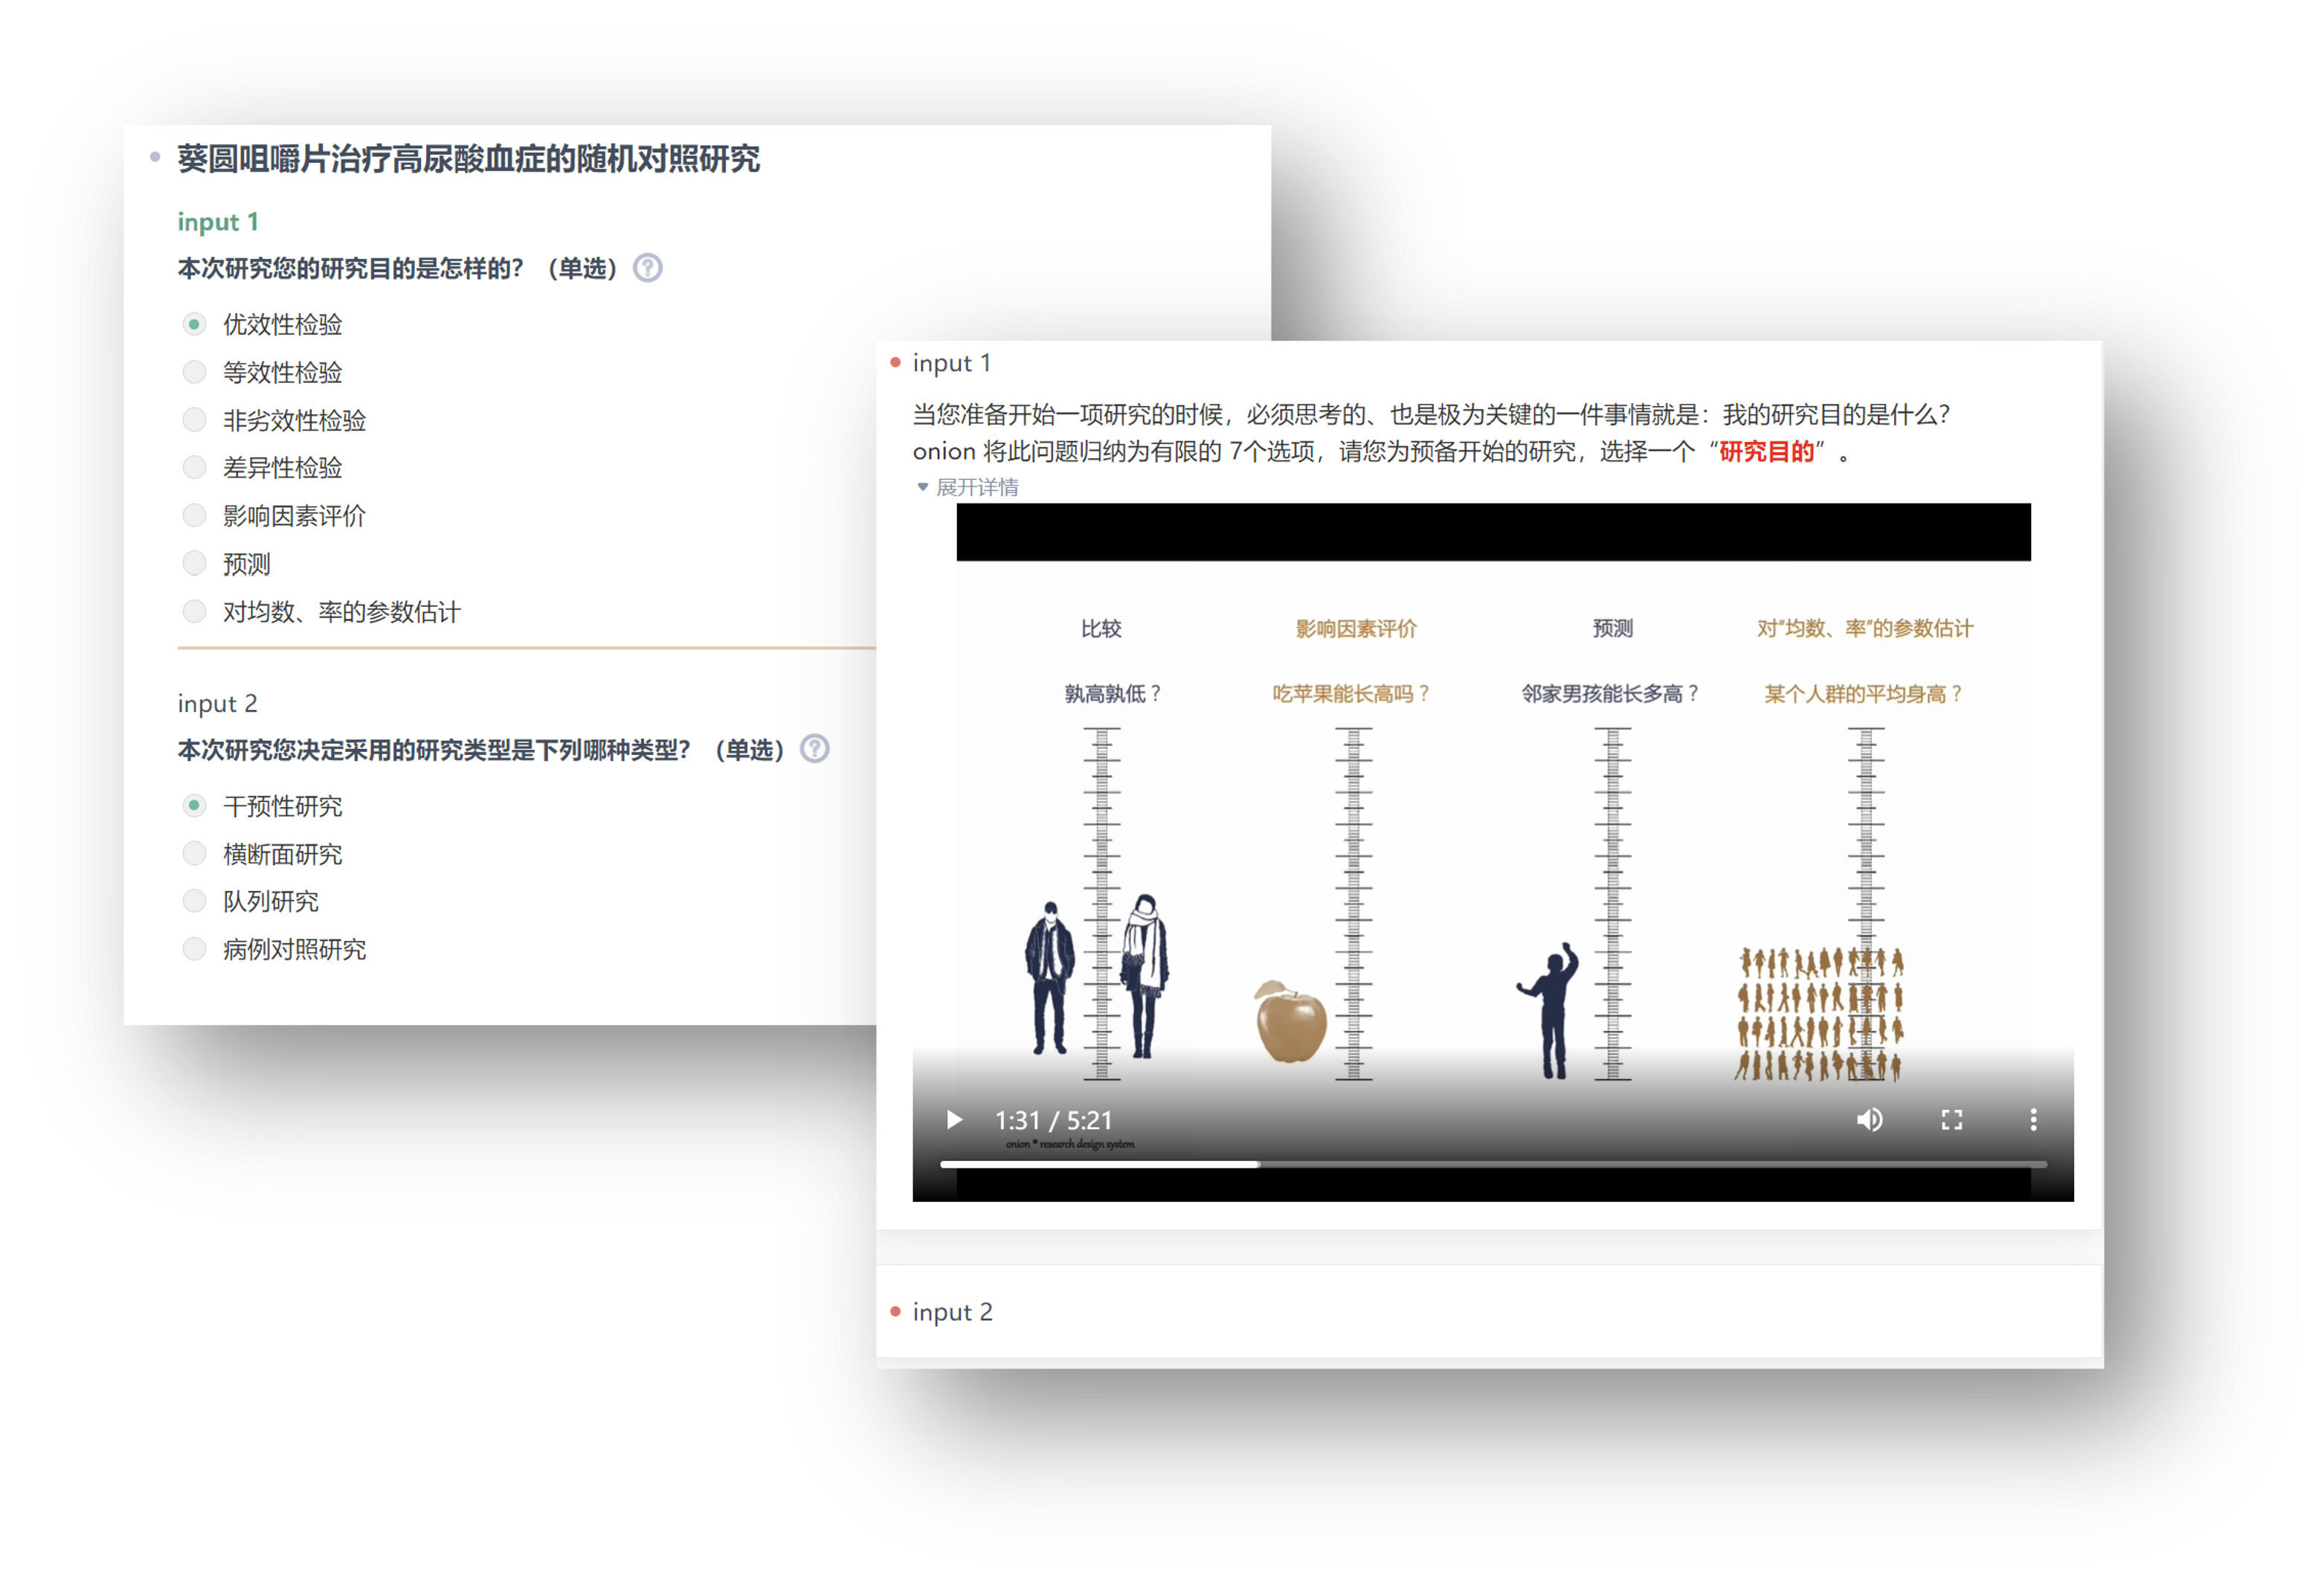 葵圆咀嚼片治疗高尿酸血症的随机对照研究
input 1
本次研究您的研究目的是怎样的？（单选）
优效性检验
等效性检验
非劣效性检验
差异性检验
影响因素评价
预测
对均数、率的参数估计
input 2
本次研究您决定采用的研究类型是下列哪种类型？（单选）
干预性研究
横断面研究
队列研究
病例对照研究
input 1
当您准备开始一项研究的时候，必须思考的、也是极为关键的一件事情就是：我的研究目的是什么？
onion 将此问题归纳为有限的 7个选项，请您为预备开始的研究，选择一个“研究目的”。
展开详情
比较 影响因素评价 预测 对“均数、率”的参数估计
孰高孰低？ 吃苹果能长高吗？ 邻家男孩能长多高？ 某个人群的平均身高？
1:31 / 5:21
onion ® research design system
input 2